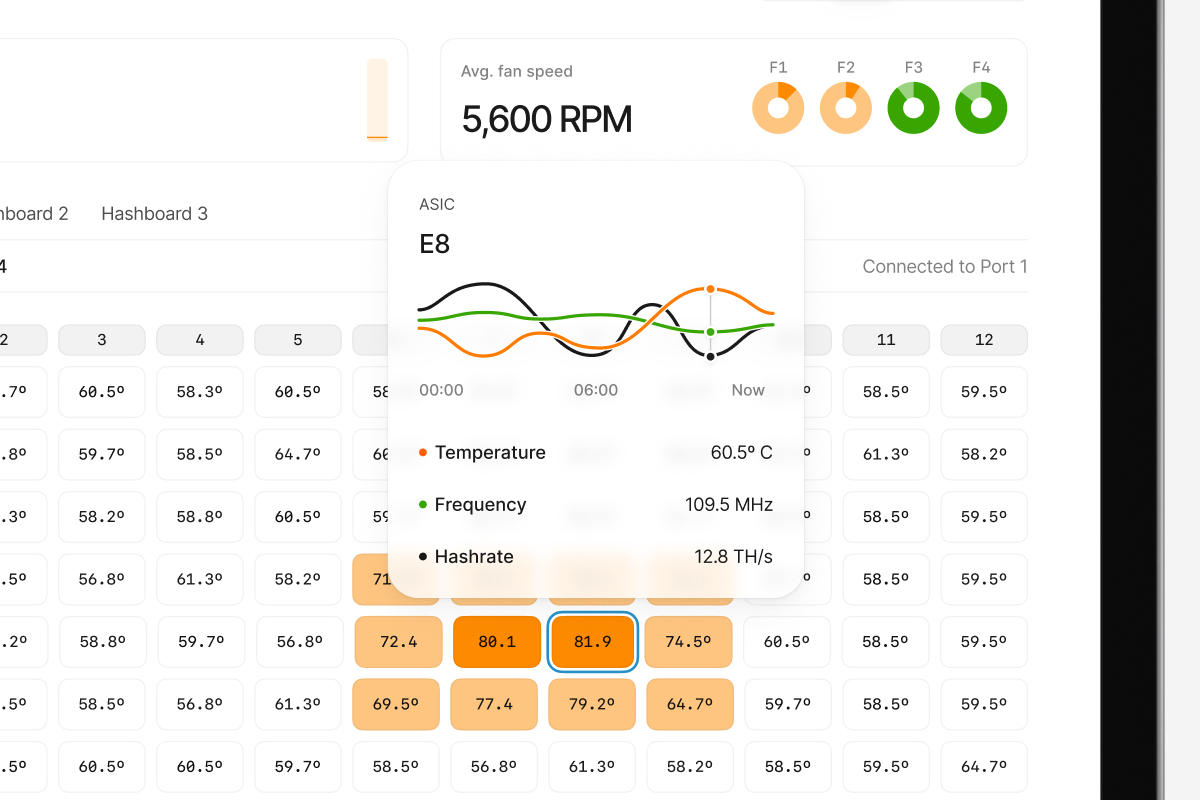 Avg. fan speed F1 F2 F3 F4
5,600 RPM
board 2 Hashboard 3
ASIC
E8
4 Connected to Port 1
2 3 4 5 11 12
00:00 06:00 Now
.7º 60.5º 58.3º 60.5º 58 º 58.5º 59.5º
Temperature 60.5º C
.8º 59.7º 58.5º 64.7º 60 º 61.3º 58.2º
Frequency 109.5 MHz
.3º 58.2º 58.8º 60.5º 59 º 58.5º 59.5º
Hashrate 12.8 TH/s
.5º 56.8º 61.3º 58.2º 71 º 58.5º 59.5º
.2º 58.8º 59.7º 56.8º 72.4 80.1 81.9 74.5º 60.5º 58.5º 59.5º
.5º 58.5º 56.8º 61.3º 69.5º 77.4 79.2º 64.7º 59.7º 58.5º 59.5º
.5º 60.5º 60.5º 59.7º 58.5º 56.8º 61.3º 58.2º 58.5º 59.5º 64.7º